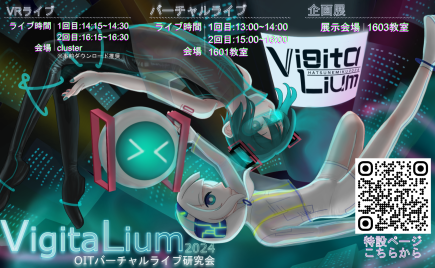 VRライブ
ライブ時間 1回目:14:15~14:30
2回目:16:15~16:30
会場 cluster
バーチャルライブ
ライブ時間 1回目:13:00~14:00
2回目:15:00~
会場 1601教室
企画展
展示会場 1603教室
Vigita
HATSUNEMIKU
Lium
VigitaLium 2024
OITバーチャルライブ研究会
特設ページ
こちらから